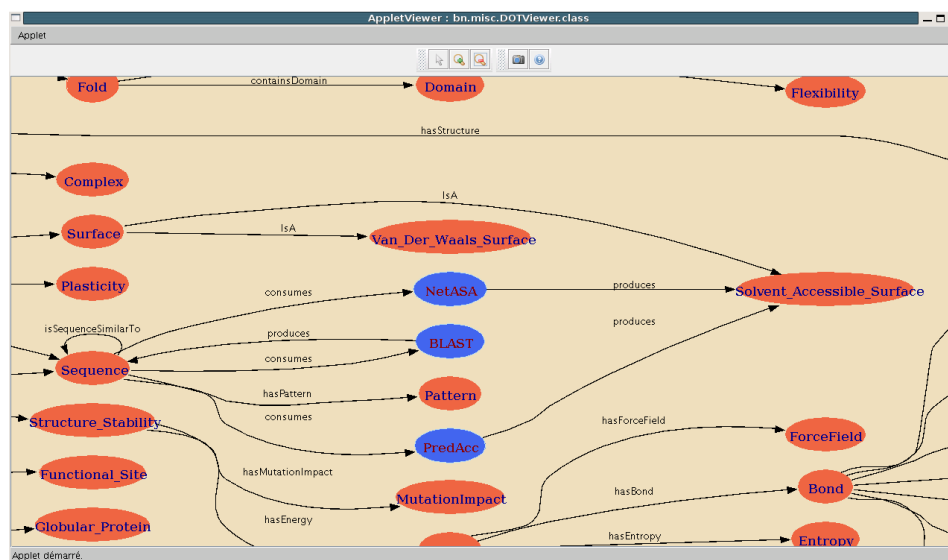 AppletViewer : bn.misc.DOTViewer.class
Applet
Fold
containsDomain
Domain
Flexibility
hasStructure
Complex
IsA
Surface
IsA
Van_Der_Waals_Surface
Plasticity
consumes
NetASA
produces
Solvent_Accessible_Surface
isSequenceSimilarTo
produces
BLAST
produces
consumes
Sequence
hasPattern
Pattern
consumes
Structure_Stability
hasForceField
PredAcc
ForceField
Functional_Site
hasMutationImpact
MutationImpact
hasBond
Bond
Globular_Protein
hasEnergy
hasEntropy
Entropy
Applet démarré.